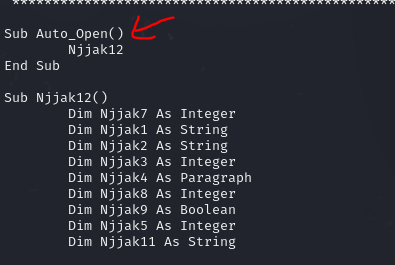 ***************************************************
Sub Auto_Open()
Njjak12
End Sub
Sub Njjak12()
Dim Njjak7 As Integer
Dim Njjak1 As String
Dim Njjak2 As String
Dim Njjak3 As Integer
Dim Njjak4 As Paragraph
Dim Njjak8 As Integer
Dim Njjak9 As Boolean
Dim Njjak5 As Integer
Dim Njjak11 As String